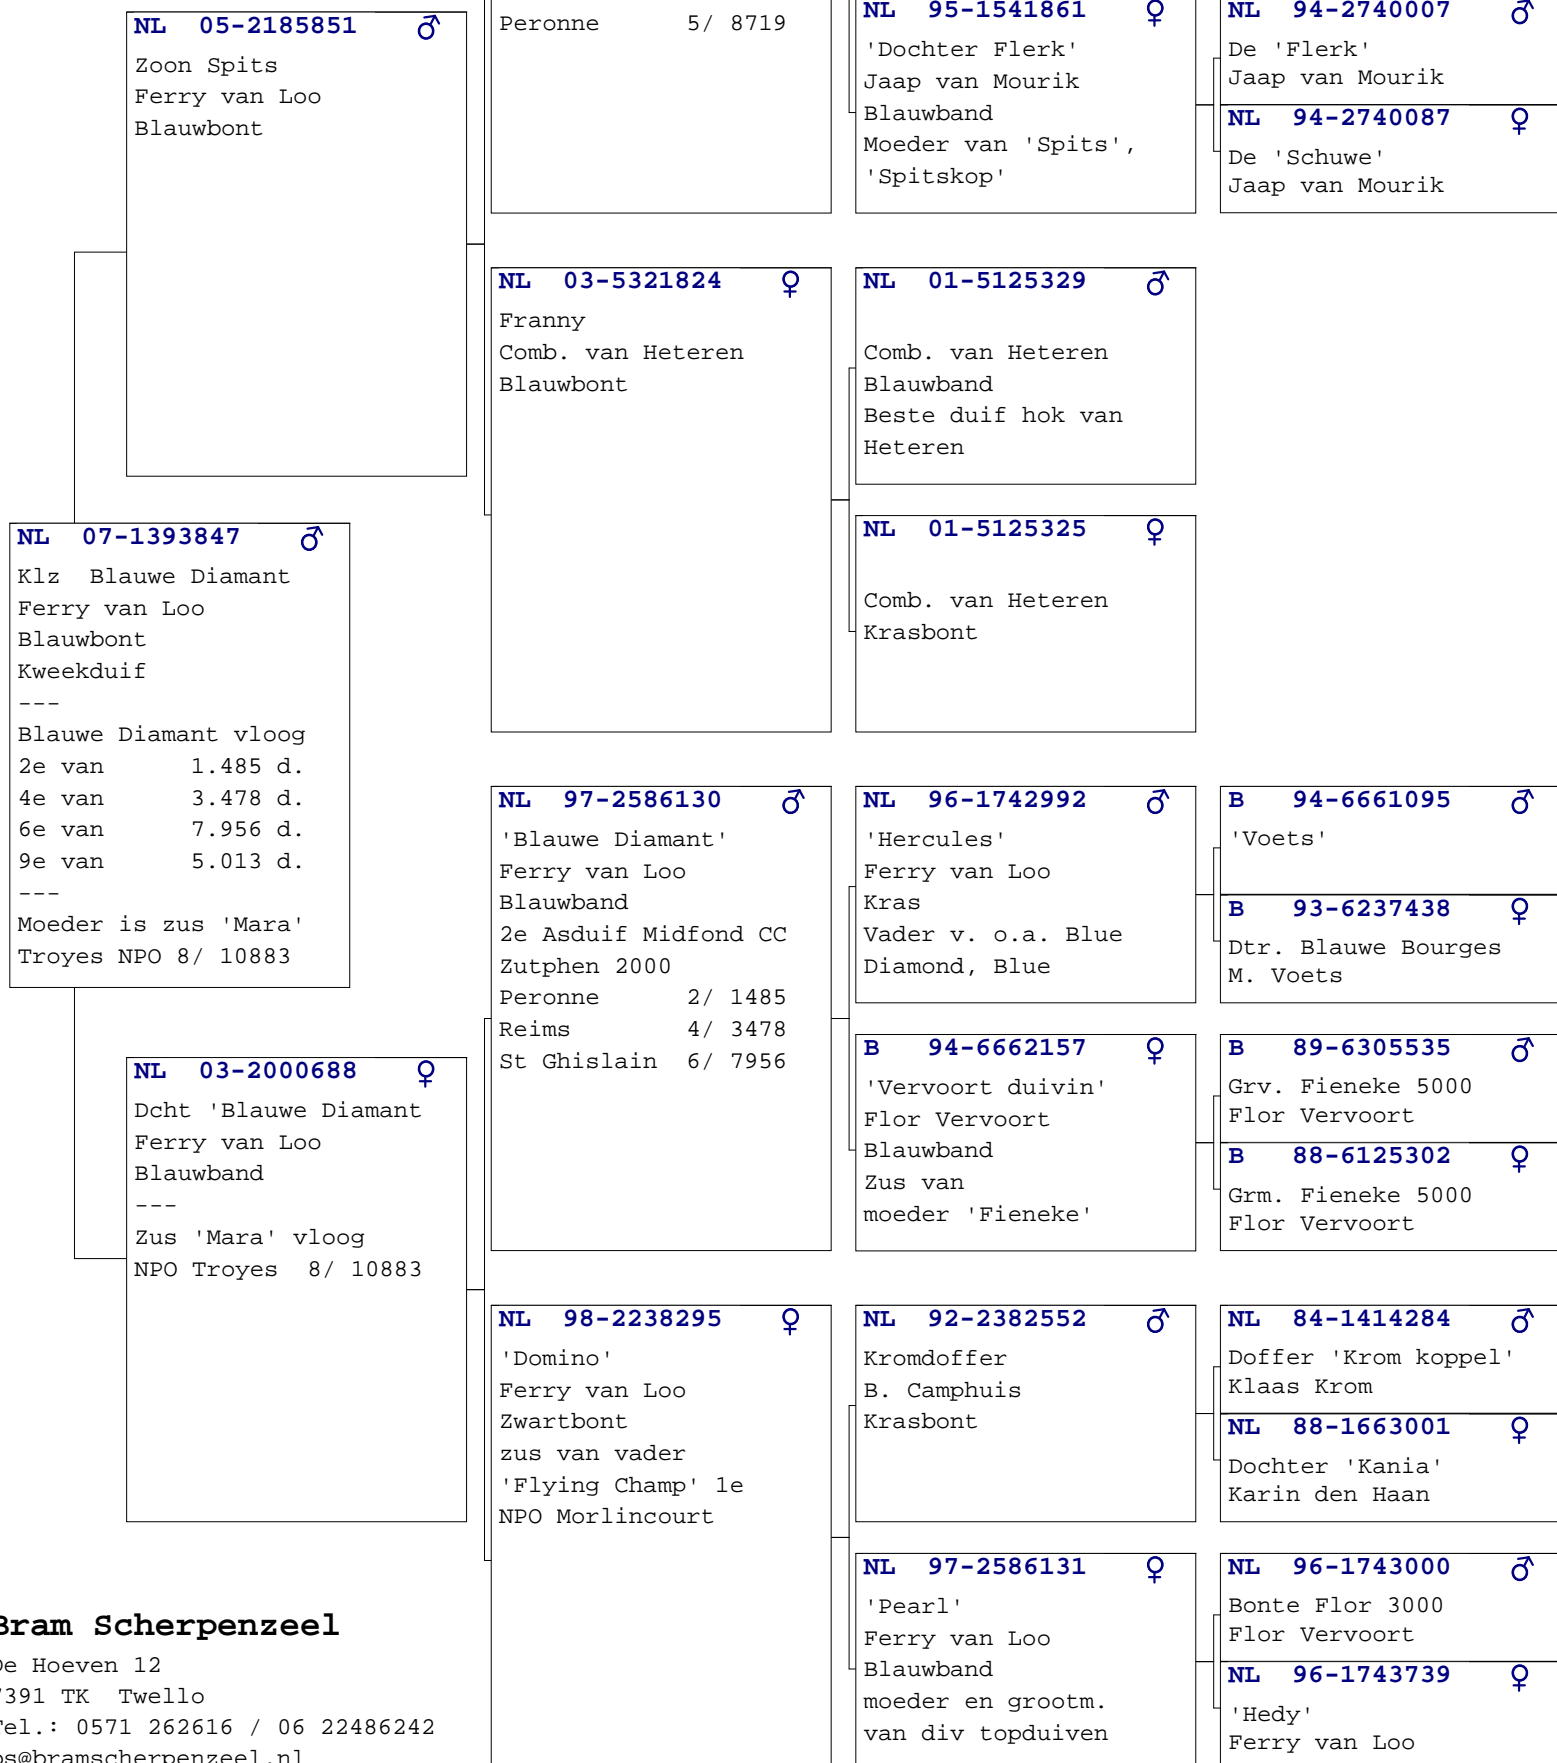 NL 05-2185851 ♂
Zoon Spits
Ferry van Loo
Blauwbont
Peronne 5/ 8719
NL 95-1541861 ♀
'Dochter Flerk'
Jaap van Mourik
Blauwband
Moeder van 'Spits',
'Spitskop'
NL 94-2740007 ♂
De 'Flerk'
Jaap van Mourik
NL 94-2740087 ♀
De 'Schuwe'
Jaap van Mourik
NL 03-5321824 ♀
Franny
Comb. van Heteren
Blauwbont
NL 01-5125329 ♂
Comb. van Heteren
Blauwband
Beste duif hok van
Heteren
NL 01-5125325 ♀
Comb. van Heteren
Krasbont
NL 07-1393847 ♂
Klz Blauwe Diamant
Ferry van Loo
Blauwbont
Kweekduif
---
Blauwe Diamant vloog
2e van 1.485 d.
4e van 3.478 d.
6e van 7.956 d.
9e van 5.013 d.
---
Moeder is zus 'Mara'
Troyes NPO 8/ 10883
NL 03-2000688 ♀
Dcht 'Blauwe Diamant
Ferry van Loo
Blauwband
---
Zus 'Mara' vloog
NPO Troyes 8/ 10883
NL 97-2586130 ♂
'Blauwe Diamant'
Ferry van Loo
Blauwband
2e Asduif Midfond CC
Zutphen 2000
Peronne 2/ 1485
Reims 4/ 3478
St Ghislain 6/ 7956
NL 96-1742992 ♂
'Hercules'
Ferry van Loo
Kras
Vader v. o.a. Blue
Diamond, Blue
B 94-6661095 ♂
'Voets'
B 93-6237438 ♀
Dtr. Blauwe Bourges
M. Voets
B 94-6662157 ♀
'Vervoort duivin'
Flor Vervoort
Blauwband
Zus van
moeder 'Fieneke'
B 89-6305535 ♂
Grv. Fieneke 5000
Flor Vervoort
B 88-6125302 ♀
Grm. Fieneke 5000
Flor Vervoort
NL 98-2238295 ♀
'Domino'
Ferry van Loo
Zwartbont
zus van vader
'Flying Champ' 1e
NPO Morlincourt
NL 92-2382552 ♂
Kromdoffer
B. Camphuis
Krasbont
NL 84-1414284 ♂
Doffer 'Krom koppel'
Klaas Krom
NL 88-1663001 ♀
Dochter 'Kania'
Karin den Haan
NL 97-2586131 ♀
'Pearl'
Ferry van Loo
Blauwband
moeder en grootm.
van div topduiven
NL 96-1743000 ♂
Bonte Flor 3000
Flor Vervoort
NL 96-1743739 ♀
'Hedy'
Ferry van Loo
Bram Scherpenzeel
De Hoeven 12
7391 TK Twello
Tel.: 0571 262616 / 06 22486242
bs@bramscherpenzeel.nl